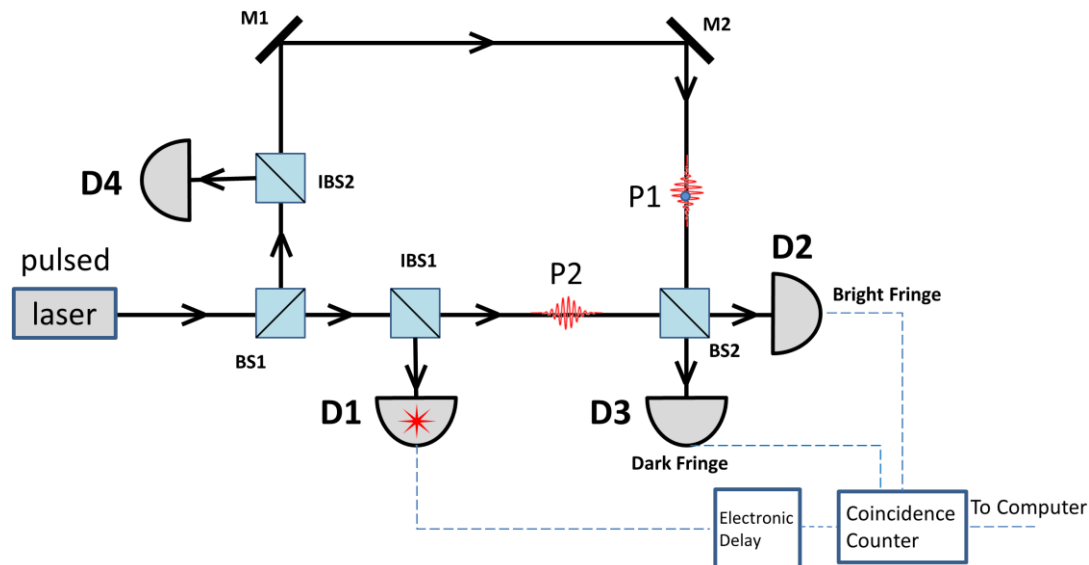 M1
M2
D4
IBS2
P1
pulsed
laser
IBS1
P2
D2
Bright Fringe
BS1
BS2
D1
D3
Dark Fringe
Electronic
Delay
Coincidence
Counter
To Computer